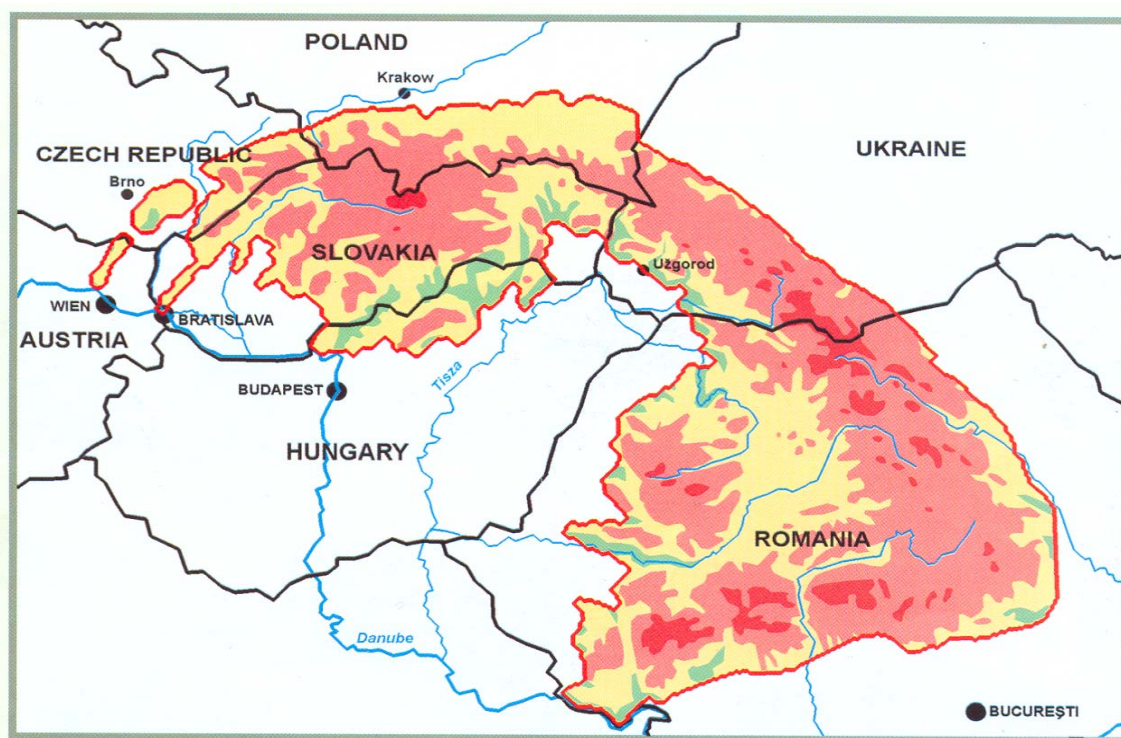 POLAND
Krakow
UKRAINE
CZECH REPUBLIC
Brno
SLOVAKIA
Užgorod
WIEN
BRATISLAVA
AUSTRIA
Tisza
BUDAPEST
HUNGARY
ROMANIA
Danube
BUCUREŞTI